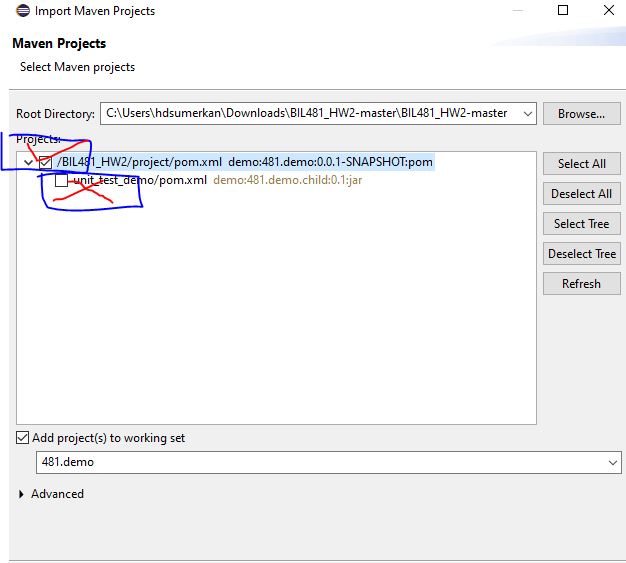 Import Maven Projects
Maven Projects
Select Maven projects
Root Directory: C:\Users\hdsumerkan\Downloads\BIL481_HW2-master\BIL481_HW2-master Browse...
Projects:
/BIL481_HW2/project/pom.xml demo:481.demo:0.0.1-SNAPSHOT:pom
unit_test_demo/pom.xml demo:481.demo.child:0.1:jar
Select All
Deselect All
Select Tree
Deselect Tree
Refresh
Add project(s) to working set
481.demo
Advanced